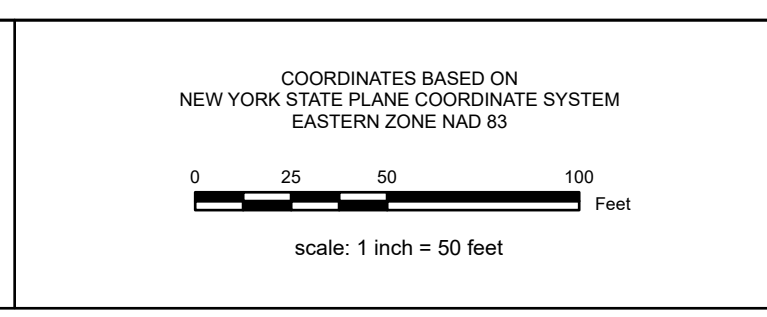 COORDINATES BASED ON
NEW YORK STATE PLANE COORDINATE SYSTEM
EASTERN ZONE NAD 83
0 25 50 100
Feet
scale: 1 inch = 50 feet